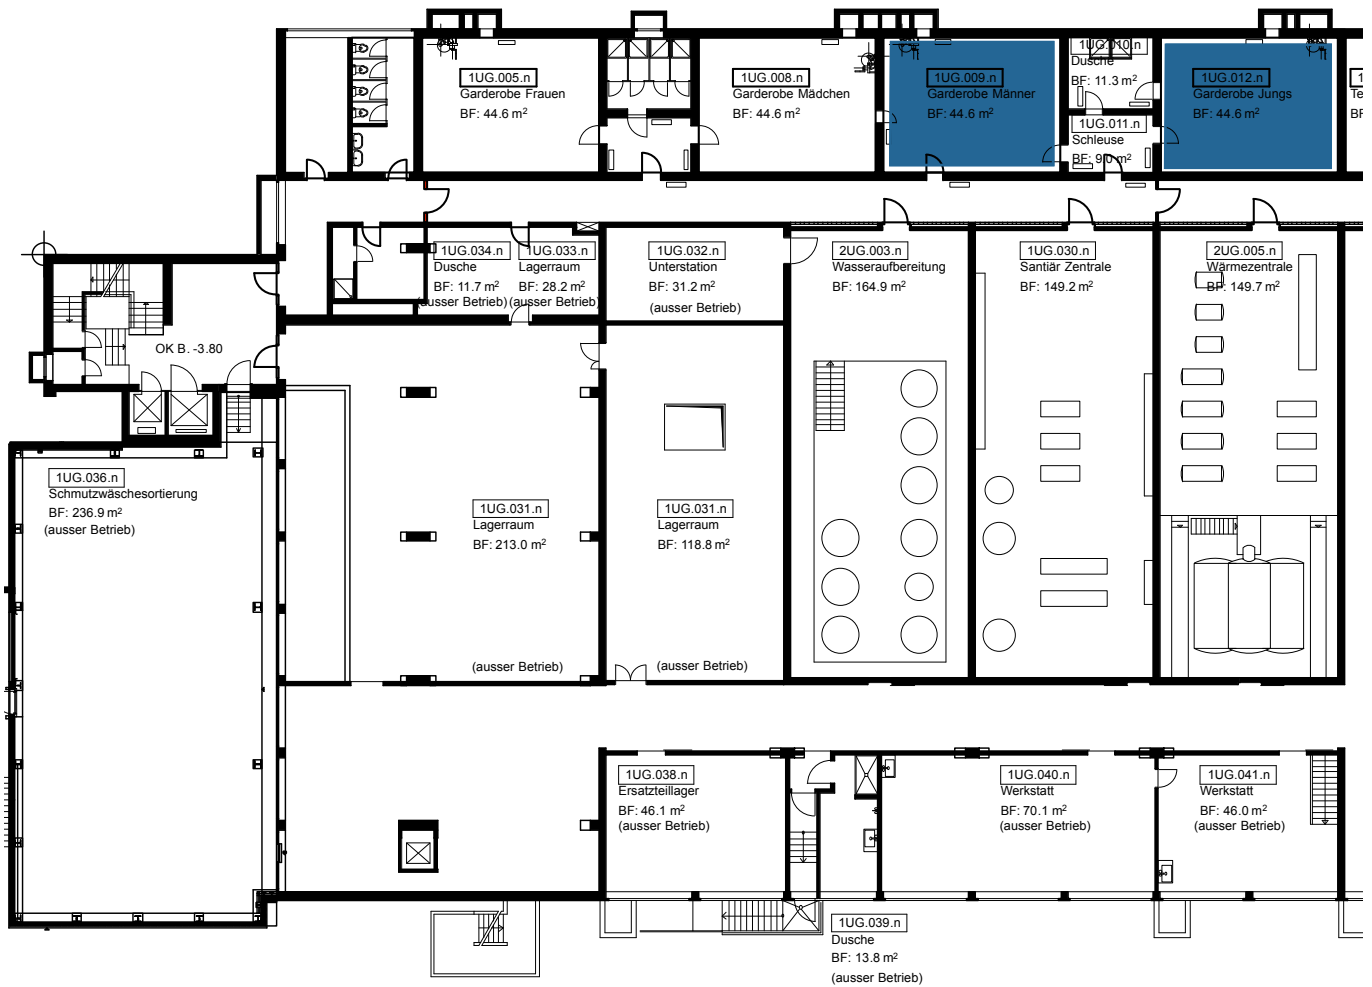 1UG.005.n
Garderobe Frauen
BF: 44.6 m²
1UG.008.n
Garderobe Mädchen
BF: 44.6 m²
1UG.009.n
Garderobe Männer
BF: 44.6 m²
1UG.010.n
Dusche
BF: 11.3 m²
1UG.011.n
Schleuse
BF: 9.0 m²
1UG.012.n
Garderobe Jungs
BF: 44.6 m²
1
Te
BF
1UG.034.n
Dusche
BF: 11.7 m²
(ausser Betrieb)
1UG.033.n
Lagerraum
BF: 28.2 m²
(ausser Betrieb)
1UG.032.n
Unterstation
BF: 31.2 m²
(ausser Betrieb)
2UG.003.n
Wasseraufbereitung
BF: 164.9 m²
1UG.030.n
Santiär Zentrale
BF: 149.2 m²
2UG.005.n
Wärmezentrale
BF: 149.7 m²
OK B. -3.80
1UG.036.n
Schmutzwäschesortierung
BF: 236.9 m²
(ausser Betrieb)
1UG.031.n
Lagerraum
BF: 213.0 m²
(ausser Betrieb)
1UG.031.n
Lagerraum
BF: 118.8 m²
(ausser Betrieb)
1UG.038.n
Ersatzteillager
BF: 46.1 m²
(ausser Betrieb)
1UG.040.n
Werkstatt
BF: 70.1 m²
(ausser Betrieb)
1UG.041.n
Werkstatt
BF: 46.0 m²
(ausser Betrieb)
1UG.039.n
Dusche
BF: 13.8 m²
(ausser Betrieb)